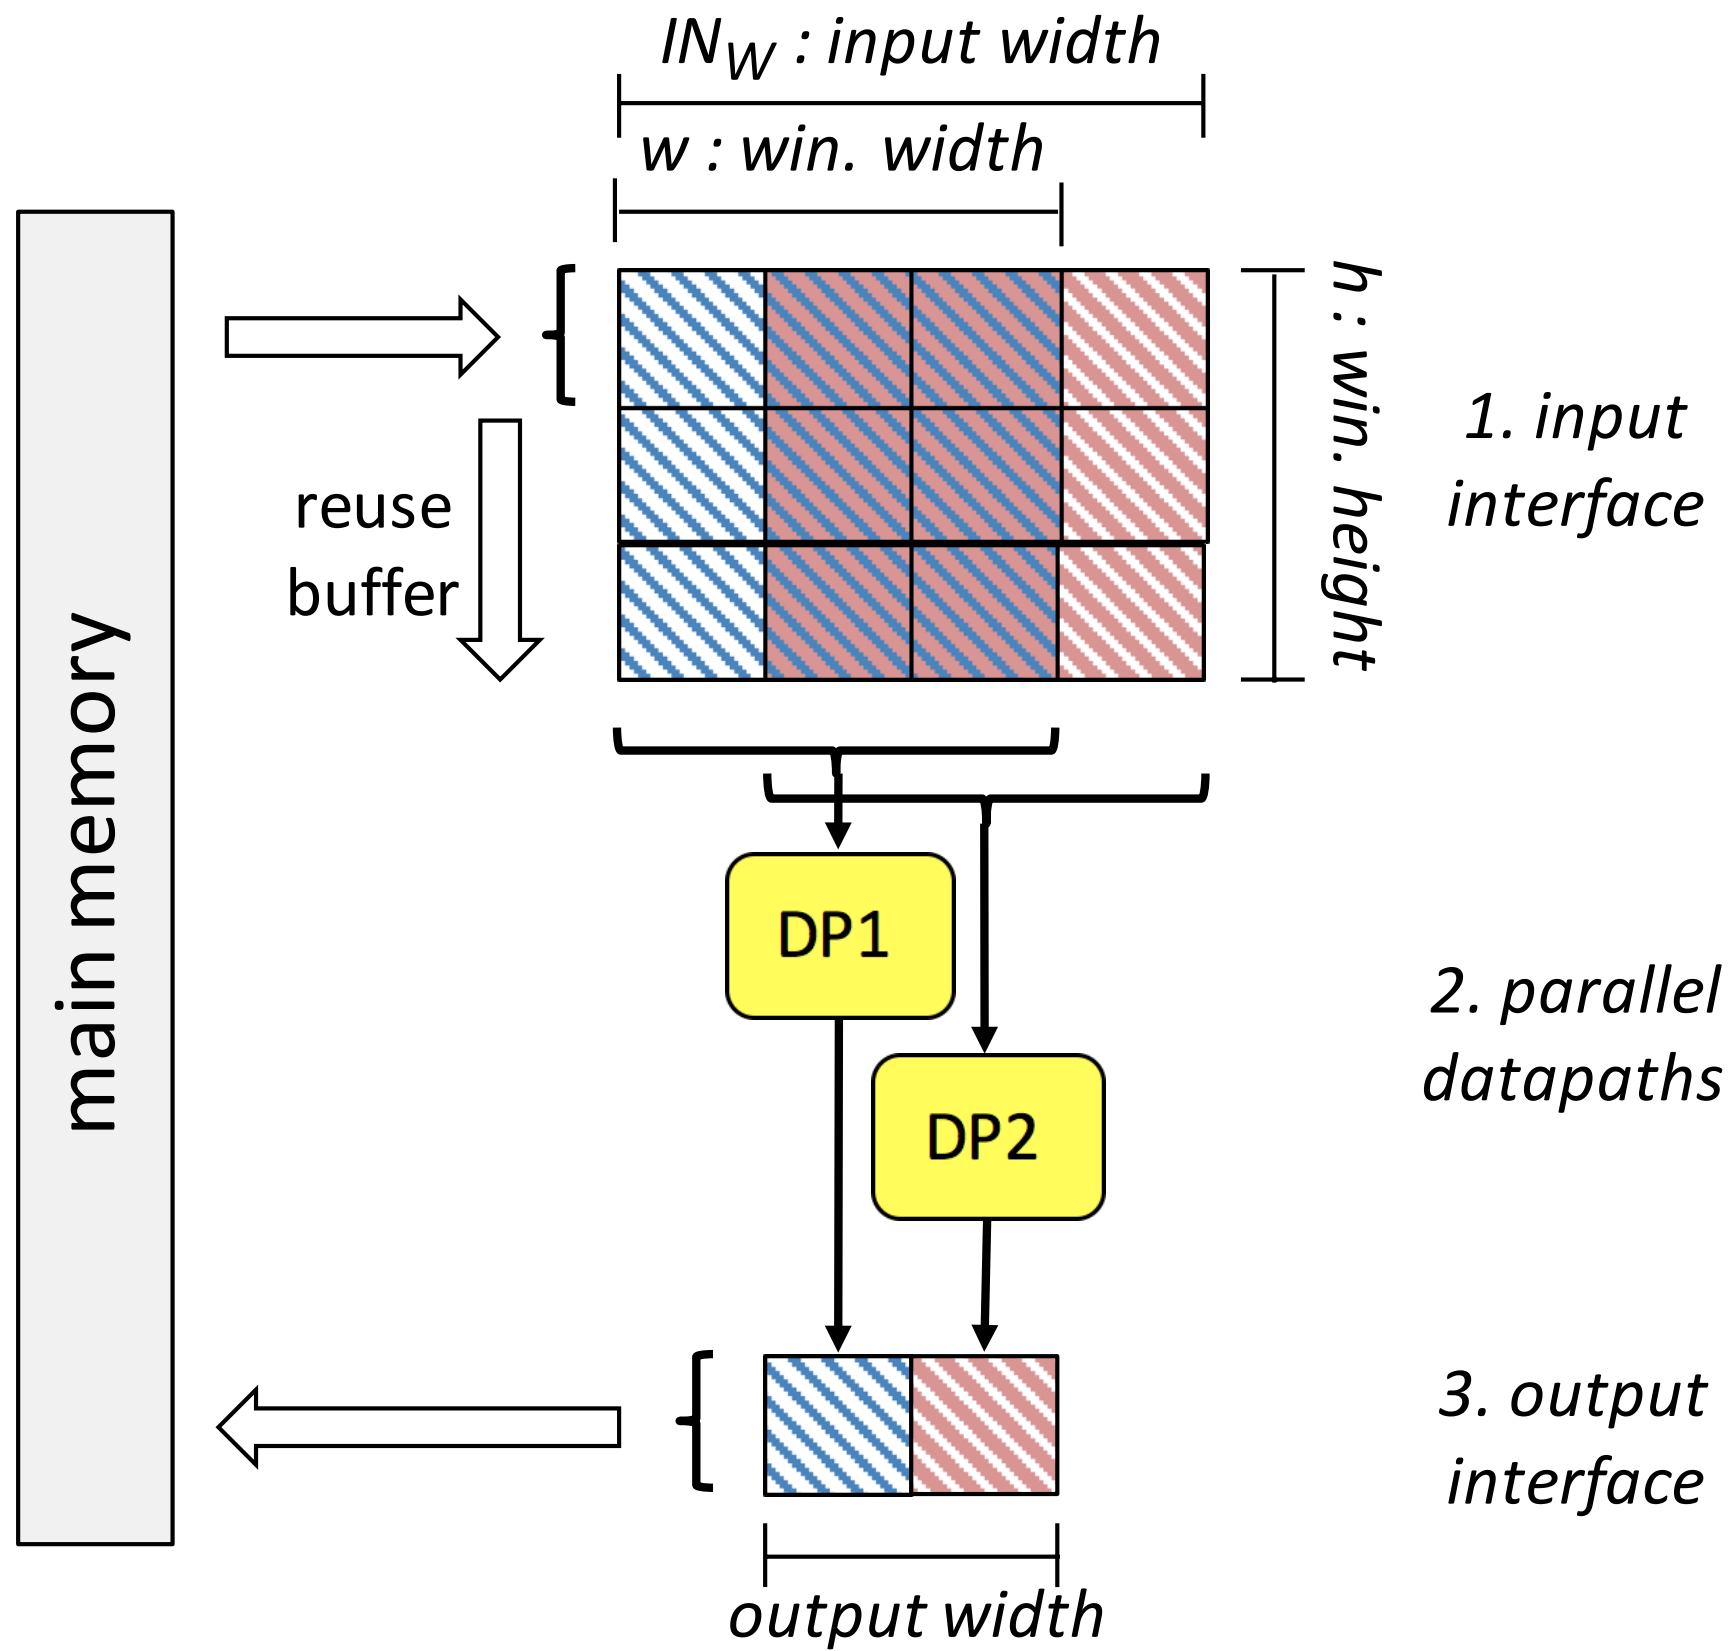 IN_W : input width
w : win. width
h : win. height
1. input
interface
reuse
buffer
main memory
DP1
2. parallel
datapaths
DP2
3. output
interface
output width